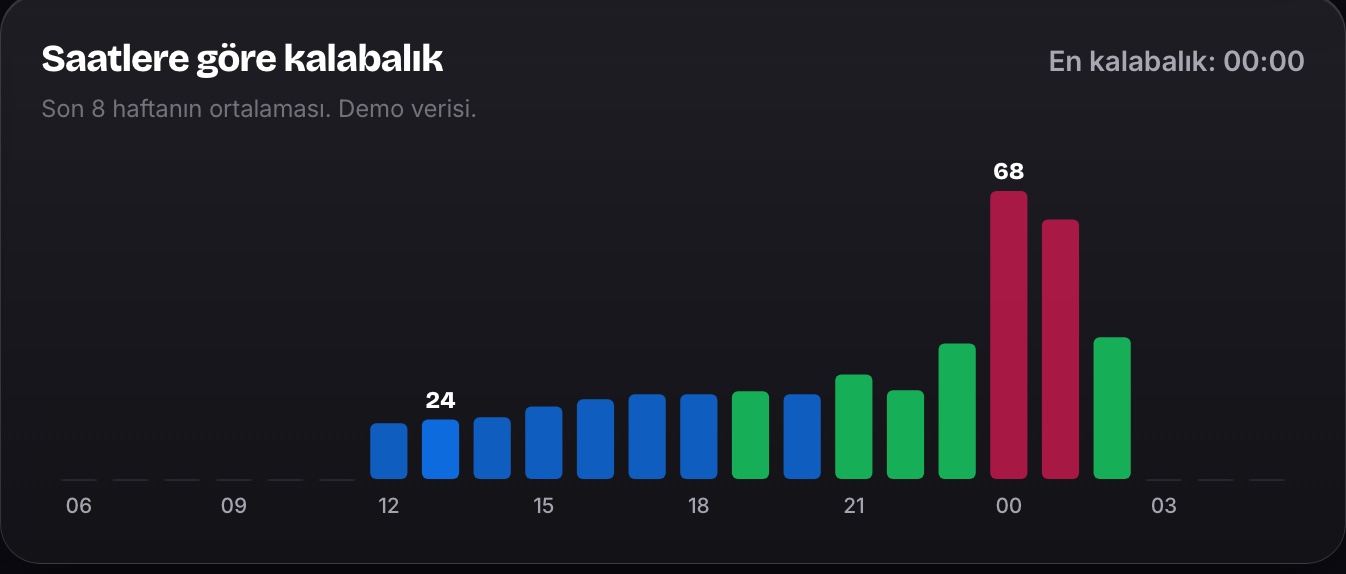 Saatlere göre kalabalık
En kalabalık: 00:00
Son 8 haftanın ortalaması. Demo verisi.
68
24
06 09 12 15 18 21 00 03